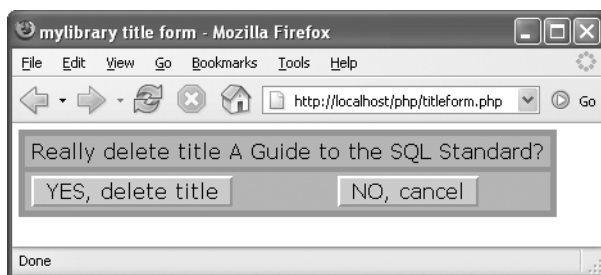 mylibrary title form - Mozilla Firefox
File Edit View Go Bookmarks Tools Help
http://localhost/php/titleform.php Go
Really delete title A Guide to the SQL Standard?
YES, delete title NO, cancel
Done